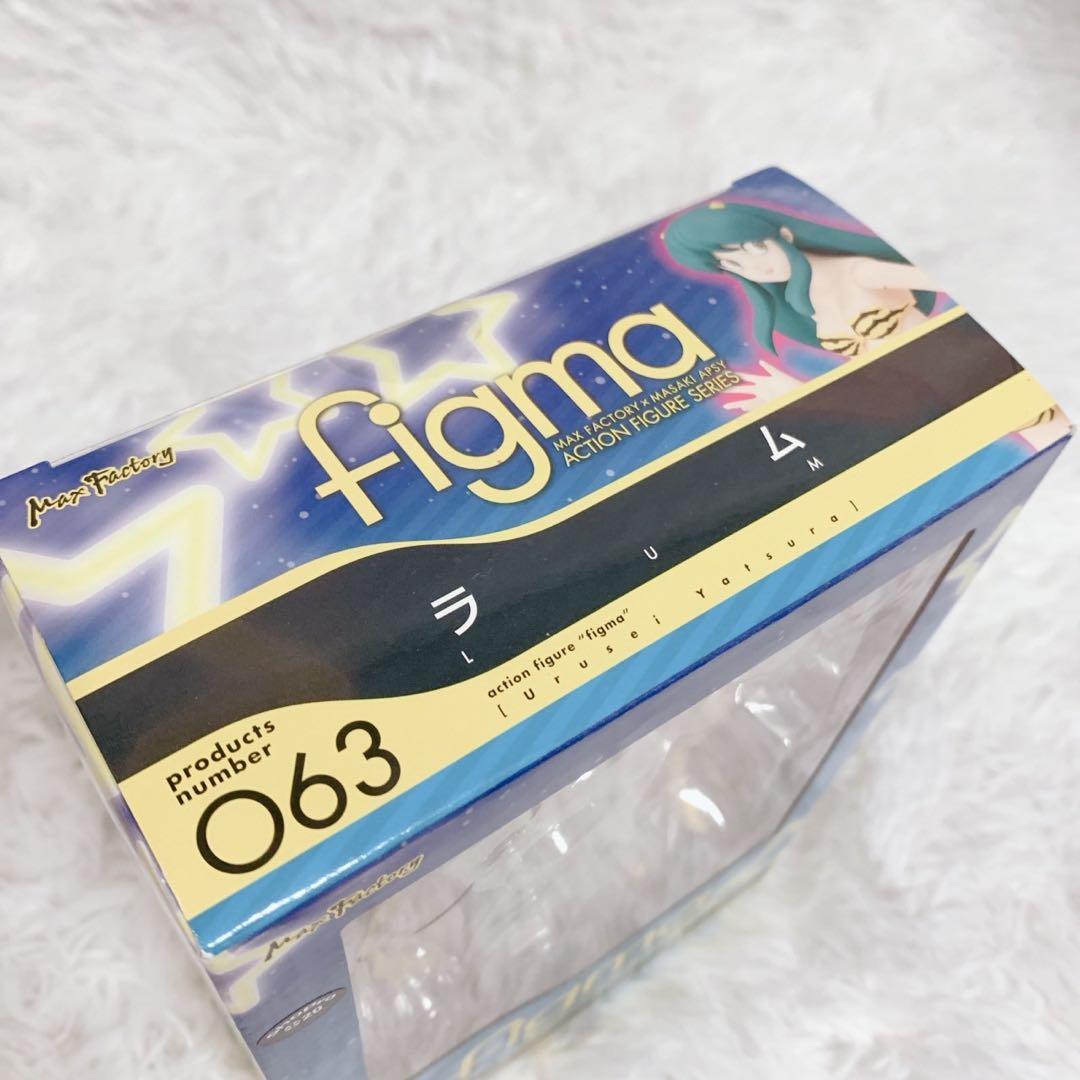 Max Factory
figma
MAX FACTORY × MASAKI APSY
ACTION FIGURE SERIES
ラ ム
L U M
action figure "figma"
[Urusei Yatsura]
products
number
063
Max Factory
figma